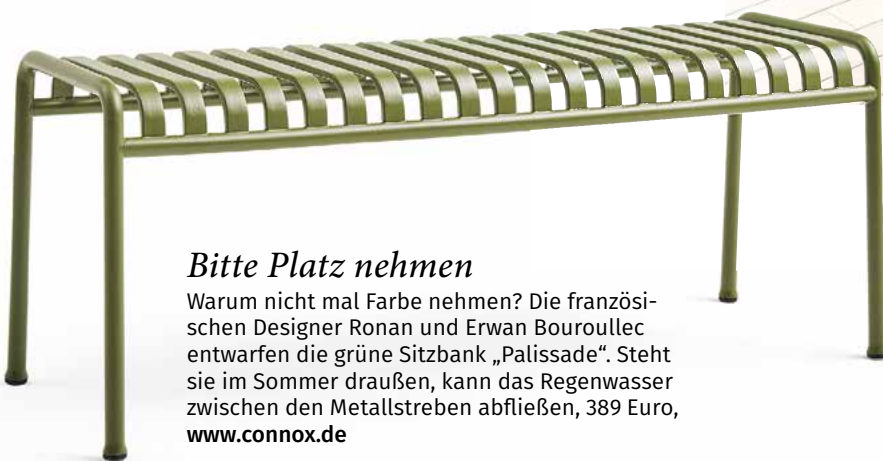 Bitte Platz nehmen
Warum nicht mal Farbe nehmen? Die französi-
schen Designer Ronan und Erwan Bouroullec
entwarfen die grüne Sitzbank „Palissade“. Steht
sie im Sommer draußen, kann das Regenwasser
zwischen den Metallstreben abfließen, 389 Euro,
www.connox.de